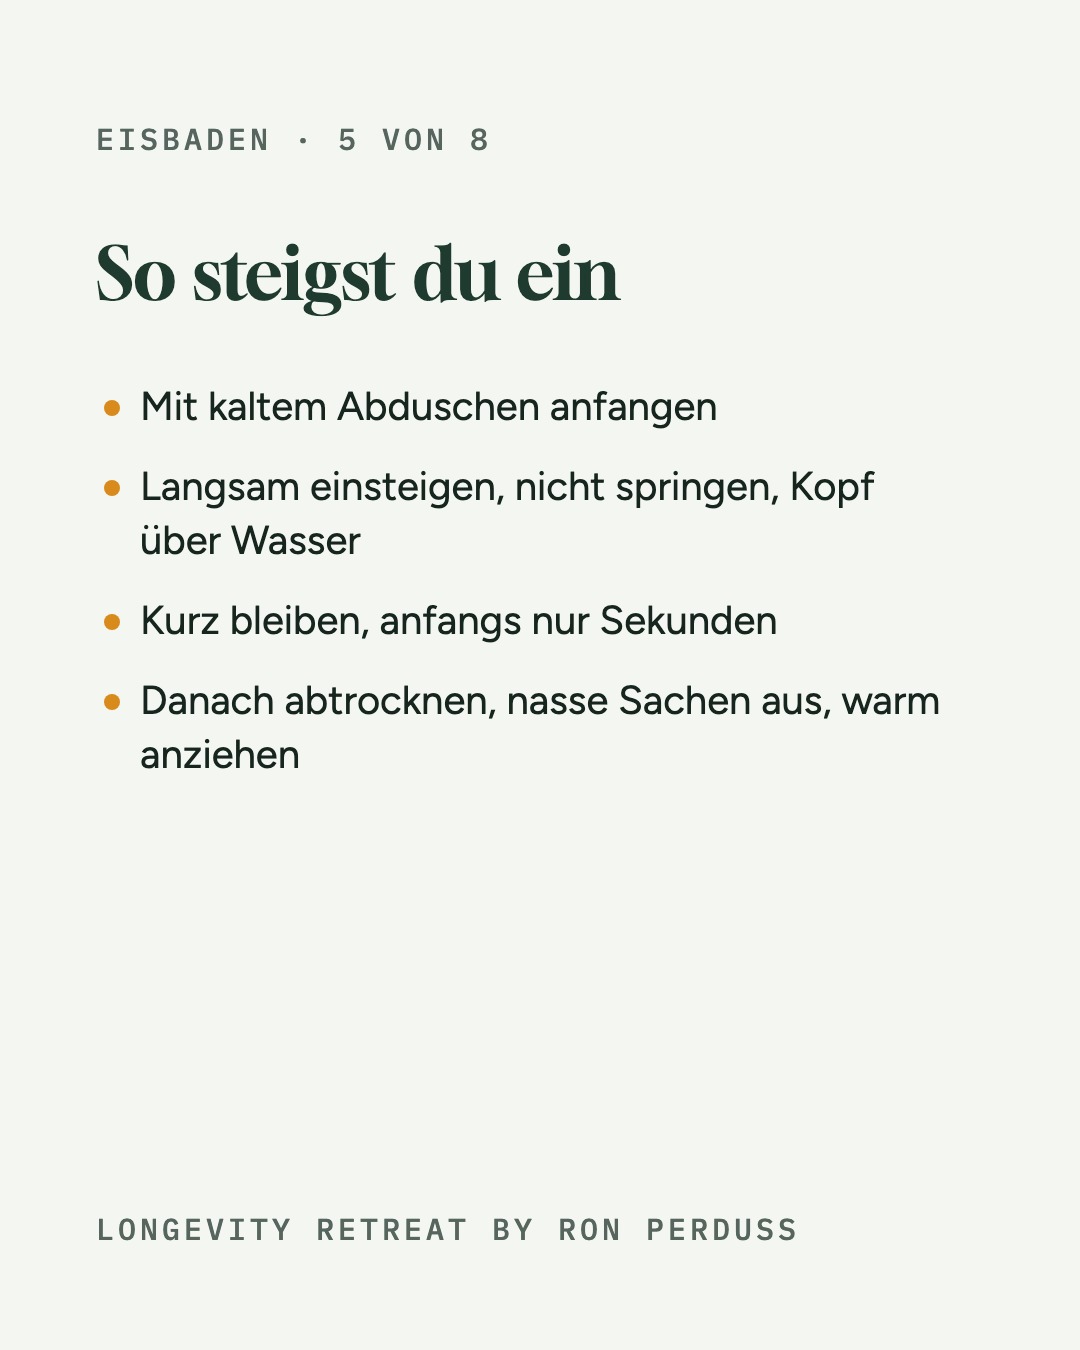 EISBADEN · 5 VON 8
So steigst du ein
• Mit kaltem Abduschen anfangen
• Langsam einsteigen, nicht springen, Kopf
über Wasser
• Kurz bleiben, anfangs nur Sekunden
• Danach abtrocknen, nasse Sachen aus, warm
anziehen
LONGEVITY RETREAT BY RON PERDUSS